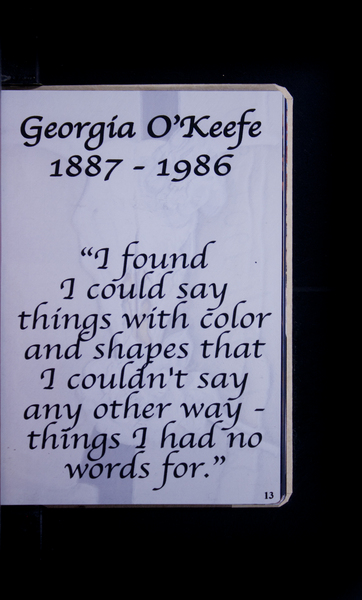 Georgia O'Keefe
1887 - 1986
“I found
I could say
things with color
and shapes that
I couldn't say
any other way -
things I had no
words for.”
13